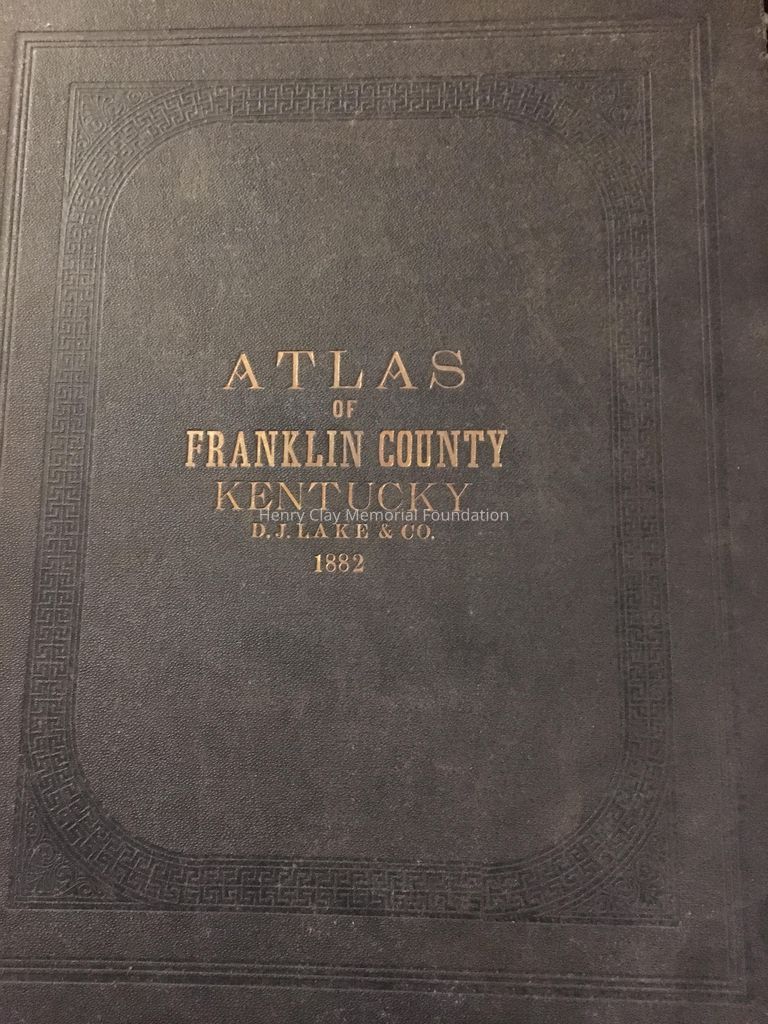 ATLAS
OF
FRANKLIN COUNTY
KENTUCKY
Henry Clay Memorial Foundation
D. J. LAKE & CO.
1882